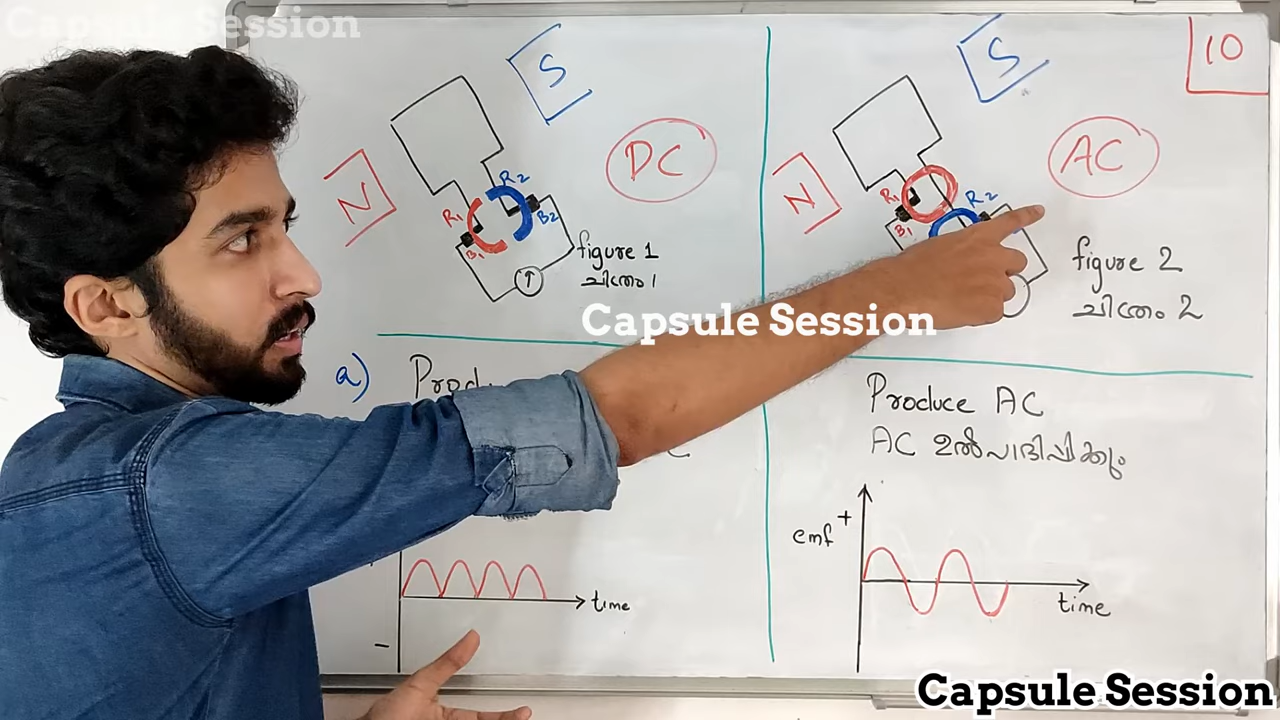 Capsule Session
S
N
R2
R1
B2
B1
DC
figure 1
ചിത്രം 1
S
10
N
R1
R2
B1
AC
figure 2
ചിത്രം 2
Capsule Session
a)
Produce AC
AC ഉൽപാദിപ്പിക്കും
time
−
emf +
time
Capsule Session